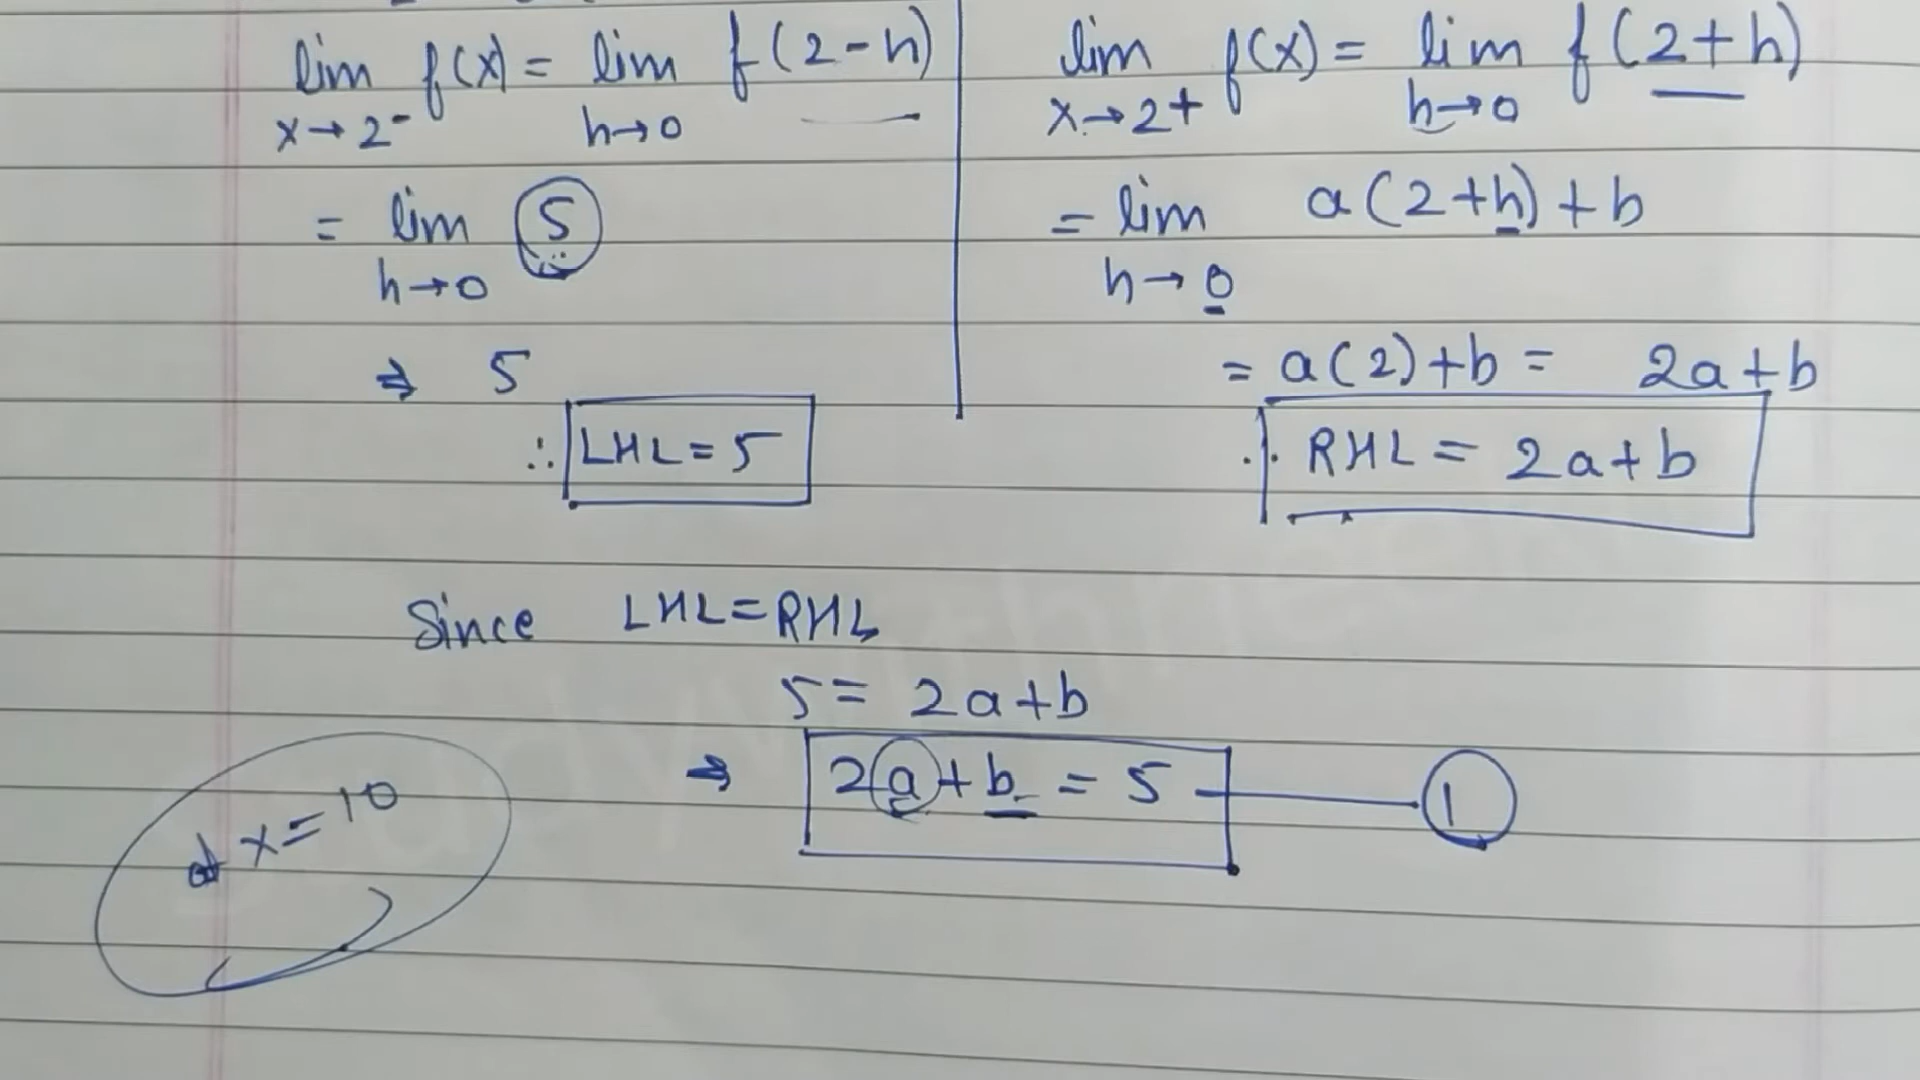 lim f(x) = lim f(2-h)
x→2- h→0
= lim 5
h→0
⇒ 5
∴ LHL = 5
lim f(x) = lim f(2+h)
x→2+ h→0
= lim a(2+h)+b
h→0
= a(2)+b = 2a+b
∴ RHL = 2a+b
Since LHL=RHL
5 = 2a+b
⇒ 2a+b = 5 1
at x=10